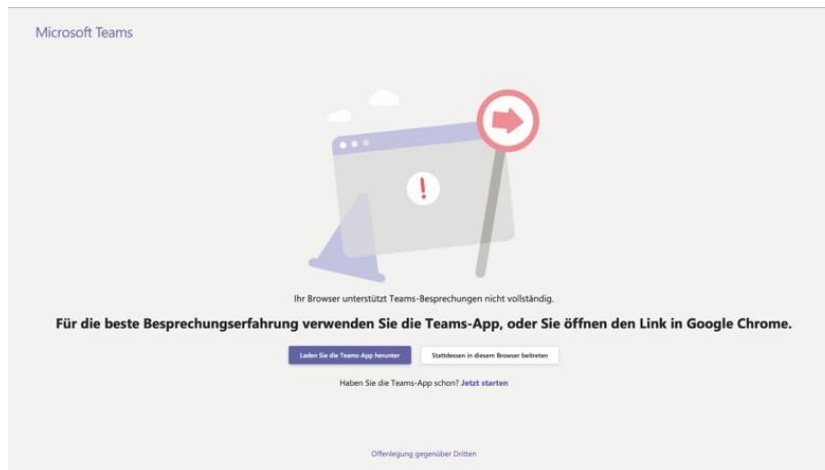 Microsoft Teams
Ihr Browser unterstützt Teams-Besprechungen nicht vollständig.
Für die beste Besprechungserfahrung verwenden Sie die Teams-App, oder Sie öffnen den Link in Google Chrome.
Laden Sie die Teams-App herunter
Stattdessen in diesem Browser beitreten
Haben Sie die Teams-App schon? Jetzt starten
Offenlegung gegenüber Dritten